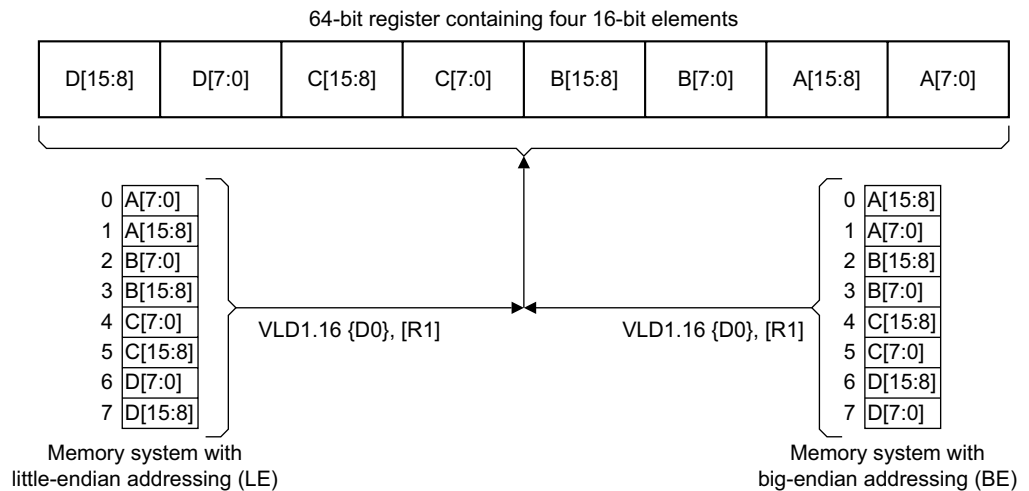 64-bit register containing four 16-bit elements
D[15:8] D[7:0] C[15:8] C[7:0] B[15:8] B[7:0] A[15:8] A[7:0]
0 A[7:0]
1 A[15:8]
2 B[7:0]
3 B[15:8]
4 C[7:0]
5 C[15:8]
6 D[7:0]
7 D[15:8]
VLD1.16 {D0}, [R1]
Memory system with
little-endian addressing (LE)
VLD1.16 {D0}, [R1]
0 A[15:8]
1 A[7:0]
2 B[15:8]
3 B[7:0]
4 C[15:8]
5 C[7:0]
6 D[15:8]
7 D[7:0]
Memory system with
big-endian addressing (BE)